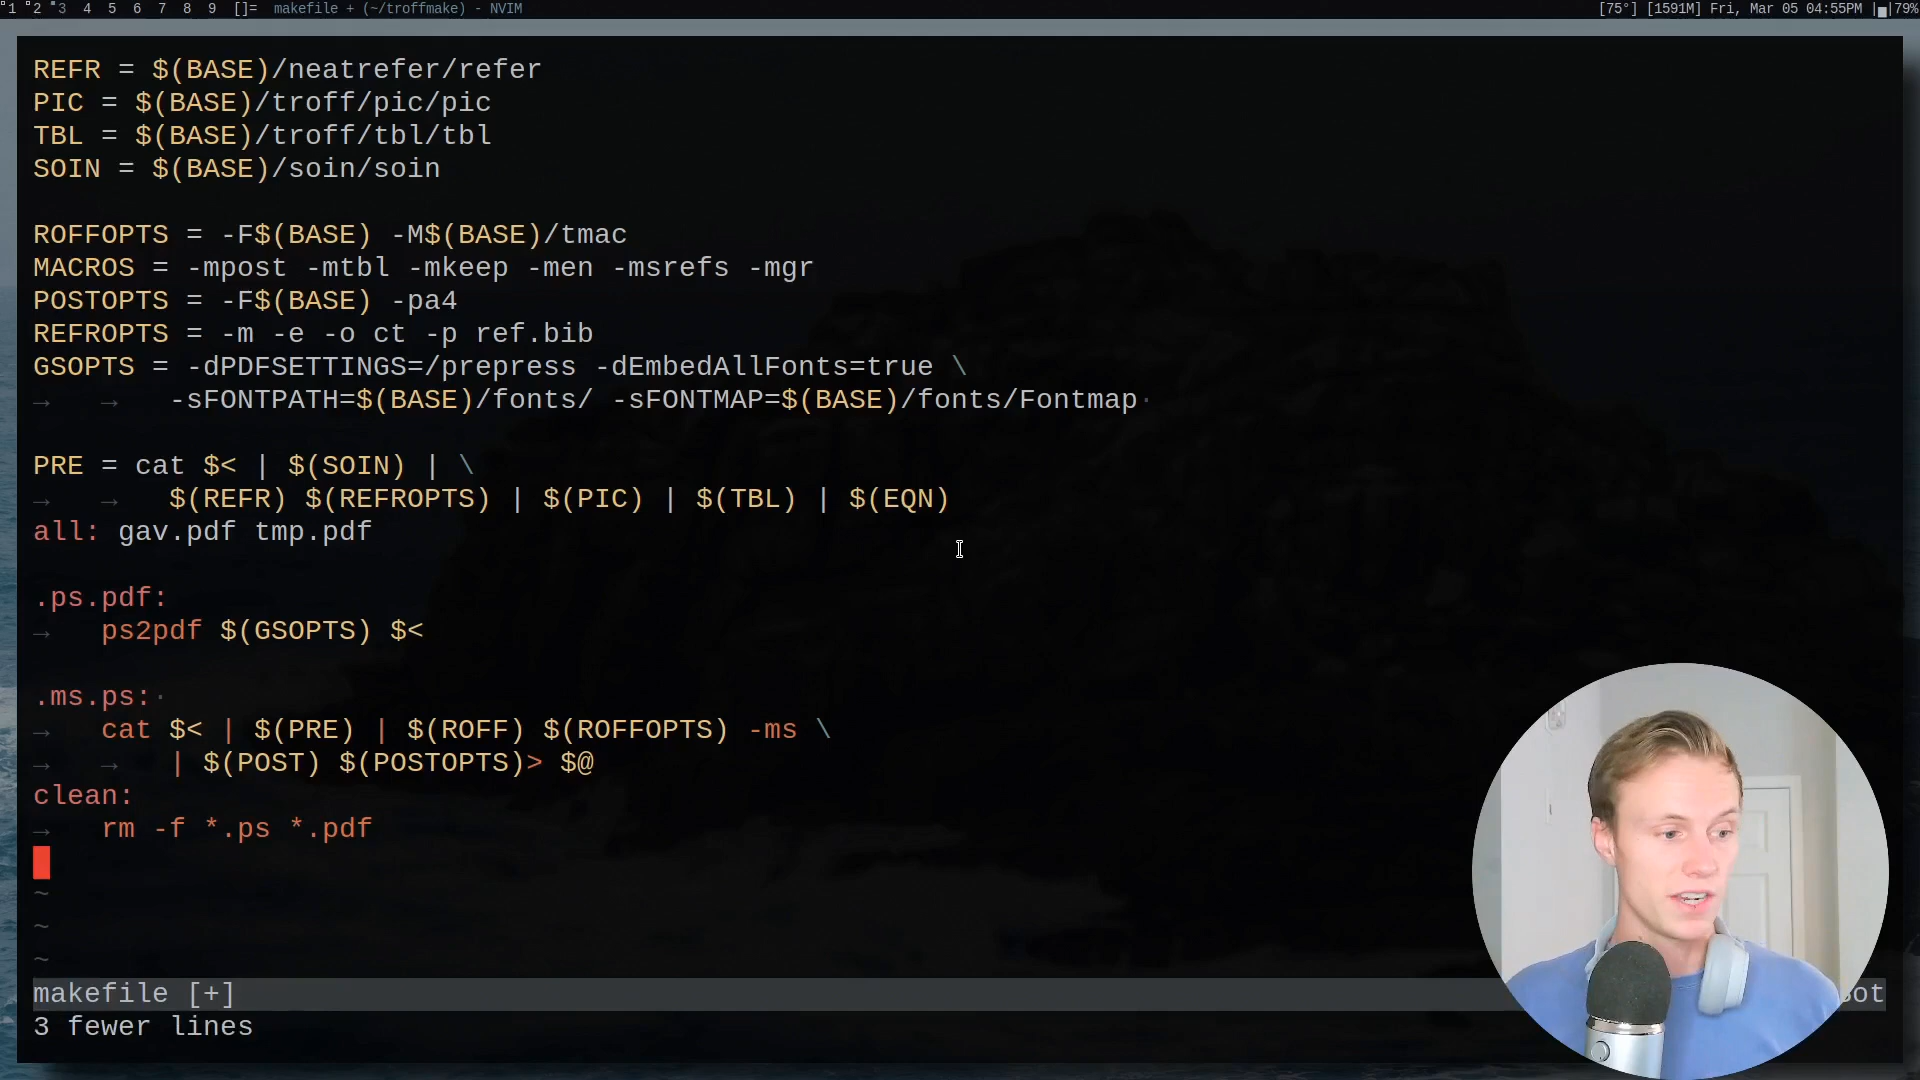 1 2 3 4 5 6 7 8 9 []= makefile + (~/troffmake) - NVIM [75°] [1591M] Fri, Mar 05 04:55PM |▄|79%
REFR = $(BASE)/neatrefer/refer
PIC = $(BASE)/troff/pic/pic
TBL = $(BASE)/troff/tbl/tbl
SOIN = $(BASE)/soin/soin
ROFFOPTS = -F$(BASE) -M$(BASE)/tmac
MACROS = -mpost -mtbl -mkeep -men -msrefs -mgr
POSTOPTS = -F$(BASE) -pa4
REFROPTS = -m -e -o ct -p ref.bib
GSOPTS = -dPDFSETTINGS=/prepress -dEmbedAllFonts=true \
→ → -sFONTPATH=$(BASE)/fonts/ -sFONTMAP=$(BASE)/fonts/Fontmap·
PRE = cat $< | $(SOIN) | \
→ → $(REFR) $(REFROPTS) | $(PIC) | $(TBL) | $(EQN)
all: gav.pdf tmp.pdf
.ps.pdf:
→ ps2pdf $(GSOPTS) $<
.ms.ps:·
→ cat $< | $(PRE) | $(ROFF) $(ROFFOPTS) -ms \
→ → | $(POST) $(POSTOPTS)> $@
clean:
→ rm -f *.ps *.pdf
~
~
~
makefile [+]
3 fewer lines